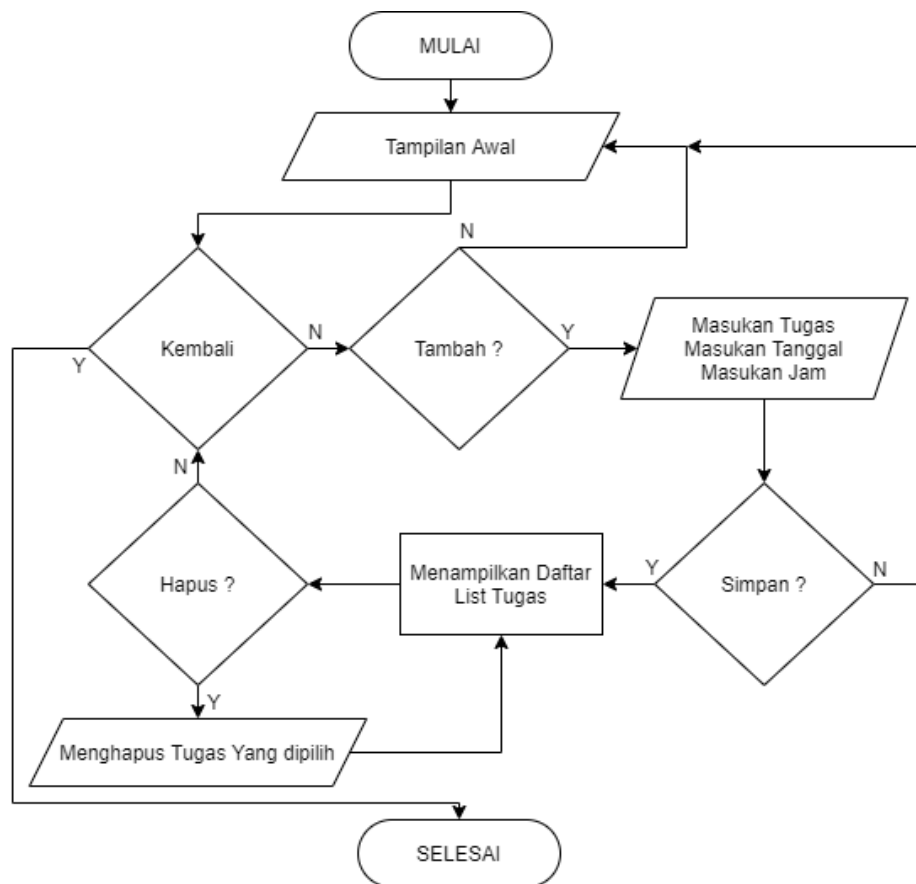 MULAI
Tampilan Awal
N
Y
Kembali
N
Tambah ?
Y
Masukan Tugas
Masukan Tanggal
Masukan Jam
N
Hapus ?
Menampilkan Daftar
List Tugas
Y
Simpan ?
N
Y
Menghapus Tugas Yang dipilih
SELESAI